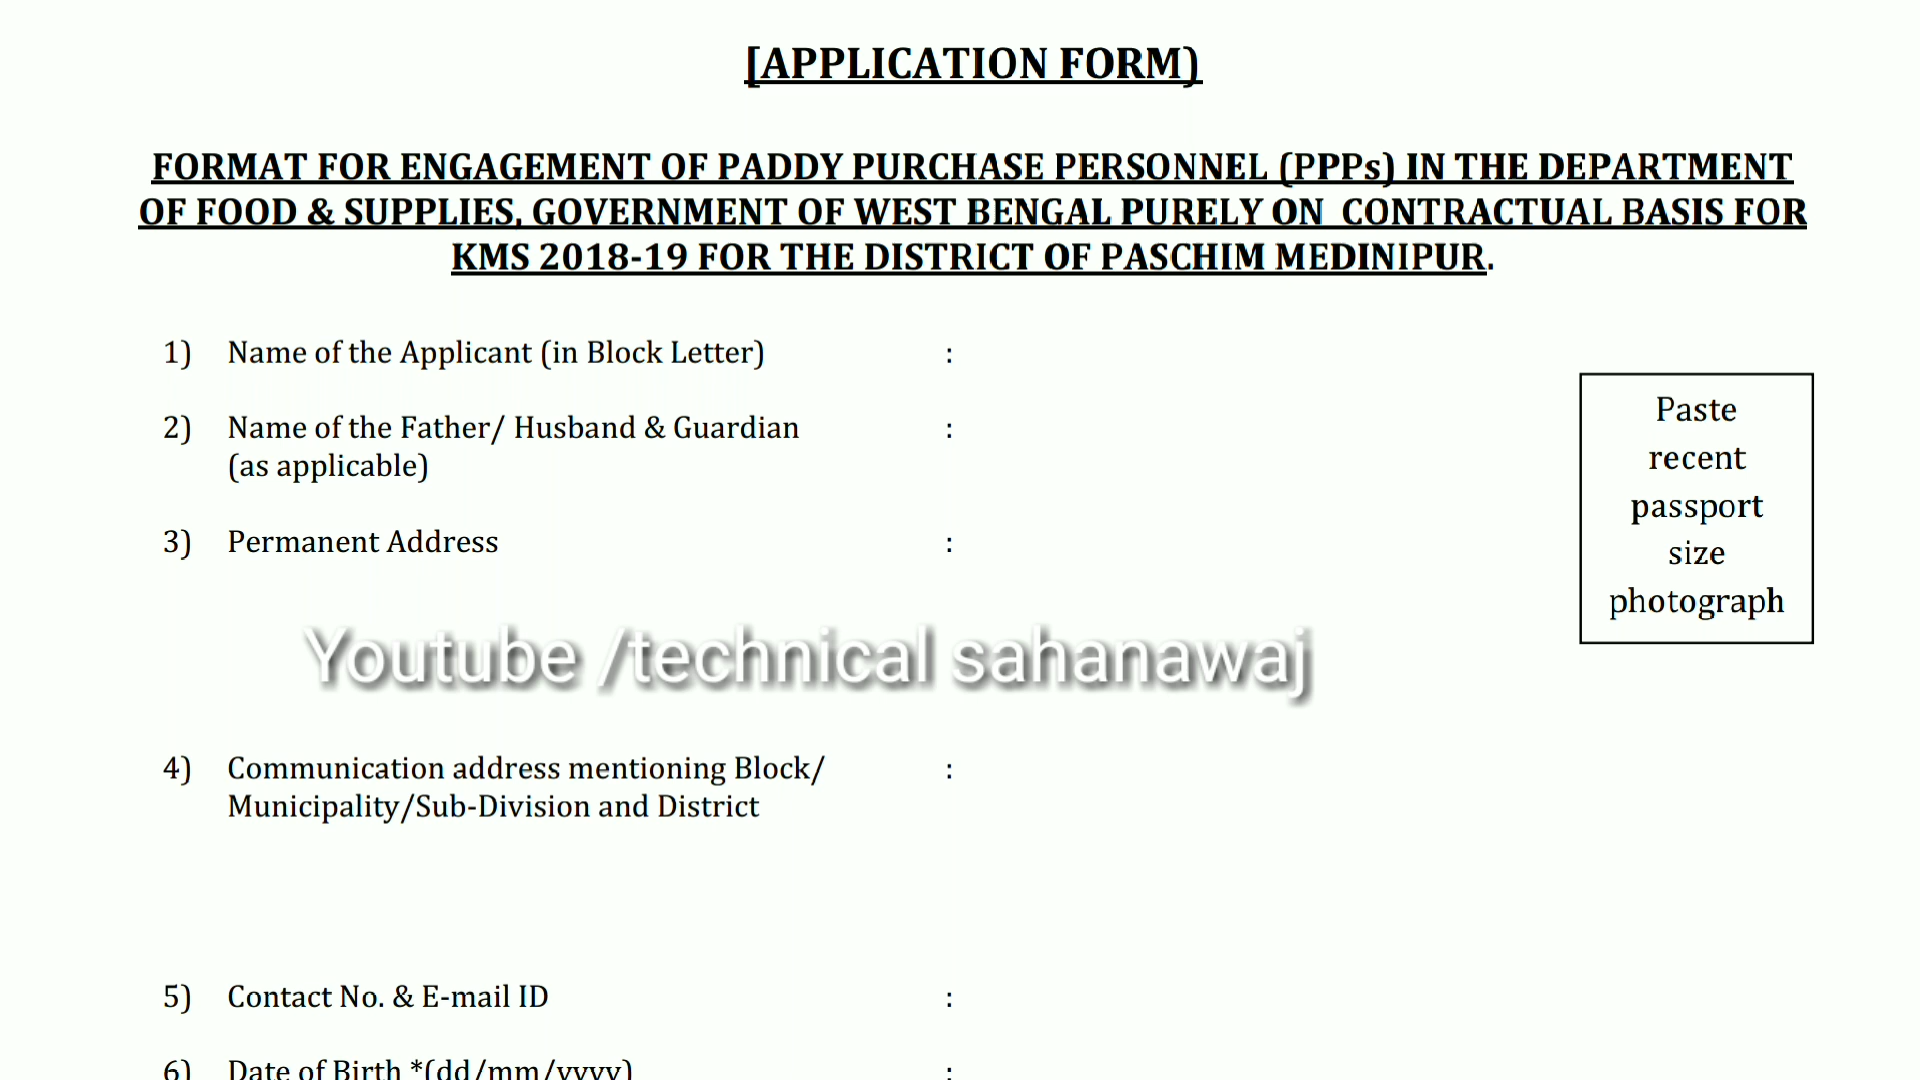 [APPLICATION FORM)
FORMAT FOR ENGAGEMENT OF PADDY PURCHASE PERSONNEL (PPPs) IN THE DEPARTMENT
OF FOOD & SUPPLIES, GOVERNMENT OF WEST BENGAL PURELY ON CONTRACTUAL BASIS FOR
KMS 2018-19 FOR THE DISTRICT OF PASCHIM MEDINIPUR.
1) Name of the Applicant (in Block Letter) :
2) Name of the Father/ Husband & Guardian :
(as applicable)
3) Permanent Address :
Paste
recent
passport
size
photograph
Youtube /technical sahanawaj
4) Communication address mentioning Block/ :
Municipality/Sub-Division and District
5) Contact No. & E-mail ID :
6) Date of Birth *(dd/mm/yyyy) :